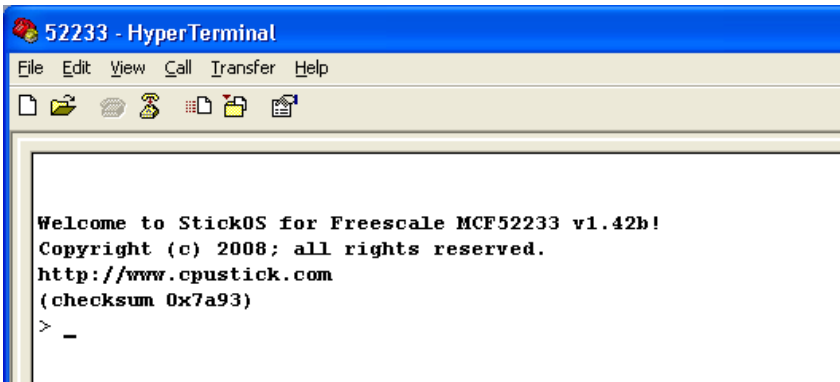 52233 - HyperTerminal
File Edit View Call Transfer Help
Welcome to StickOS for Freescale MCF52233 v1.42b!
Copyright (c) 2008; all rights reserved.
http://www.cpustick.com
(checksum 0x7a93)
> _